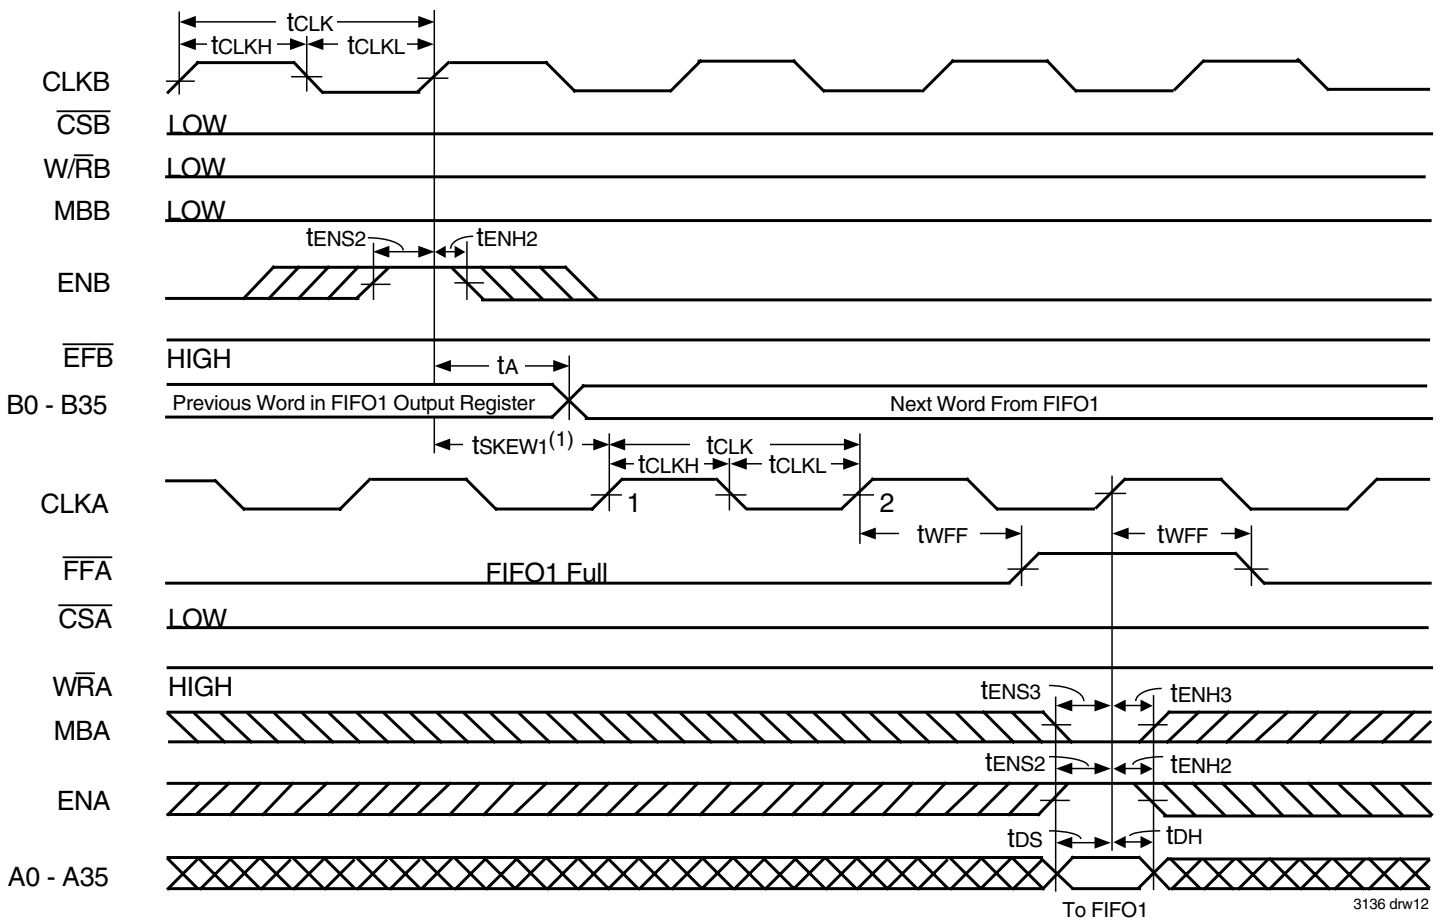 tCLK
tCLKH tCLKL
CLKB
CSB LOW
W/RB LOW
MBB LOW
tENS2 tENH2
ENB
EFB HIGH
tA
B0 - B35 Previous Word in FIFO1 Output Register Next Word From FIFO1
tSKEW1(1) tCLK
tCLKH tCLKL
CLKA 1 2
tWFF tWFF
FFA FIFO1 Full
CSA LOW
WRA HIGH
tENS3 tENH3
MBA
tENS2 tENH2
ENA
tDS tDH
A0 - A35
To FIFO1
3136 drw12